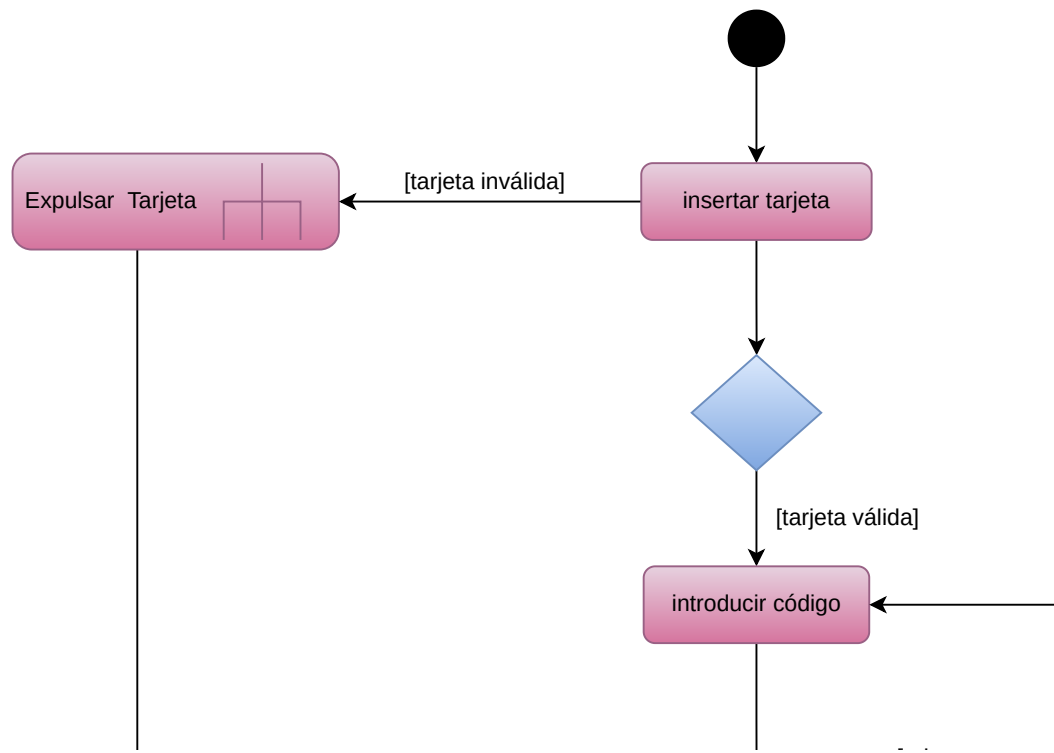 [tarjeta inválida]
Expulsar Tarjeta
insertar tarjeta
[tarjeta válida]
introducir código